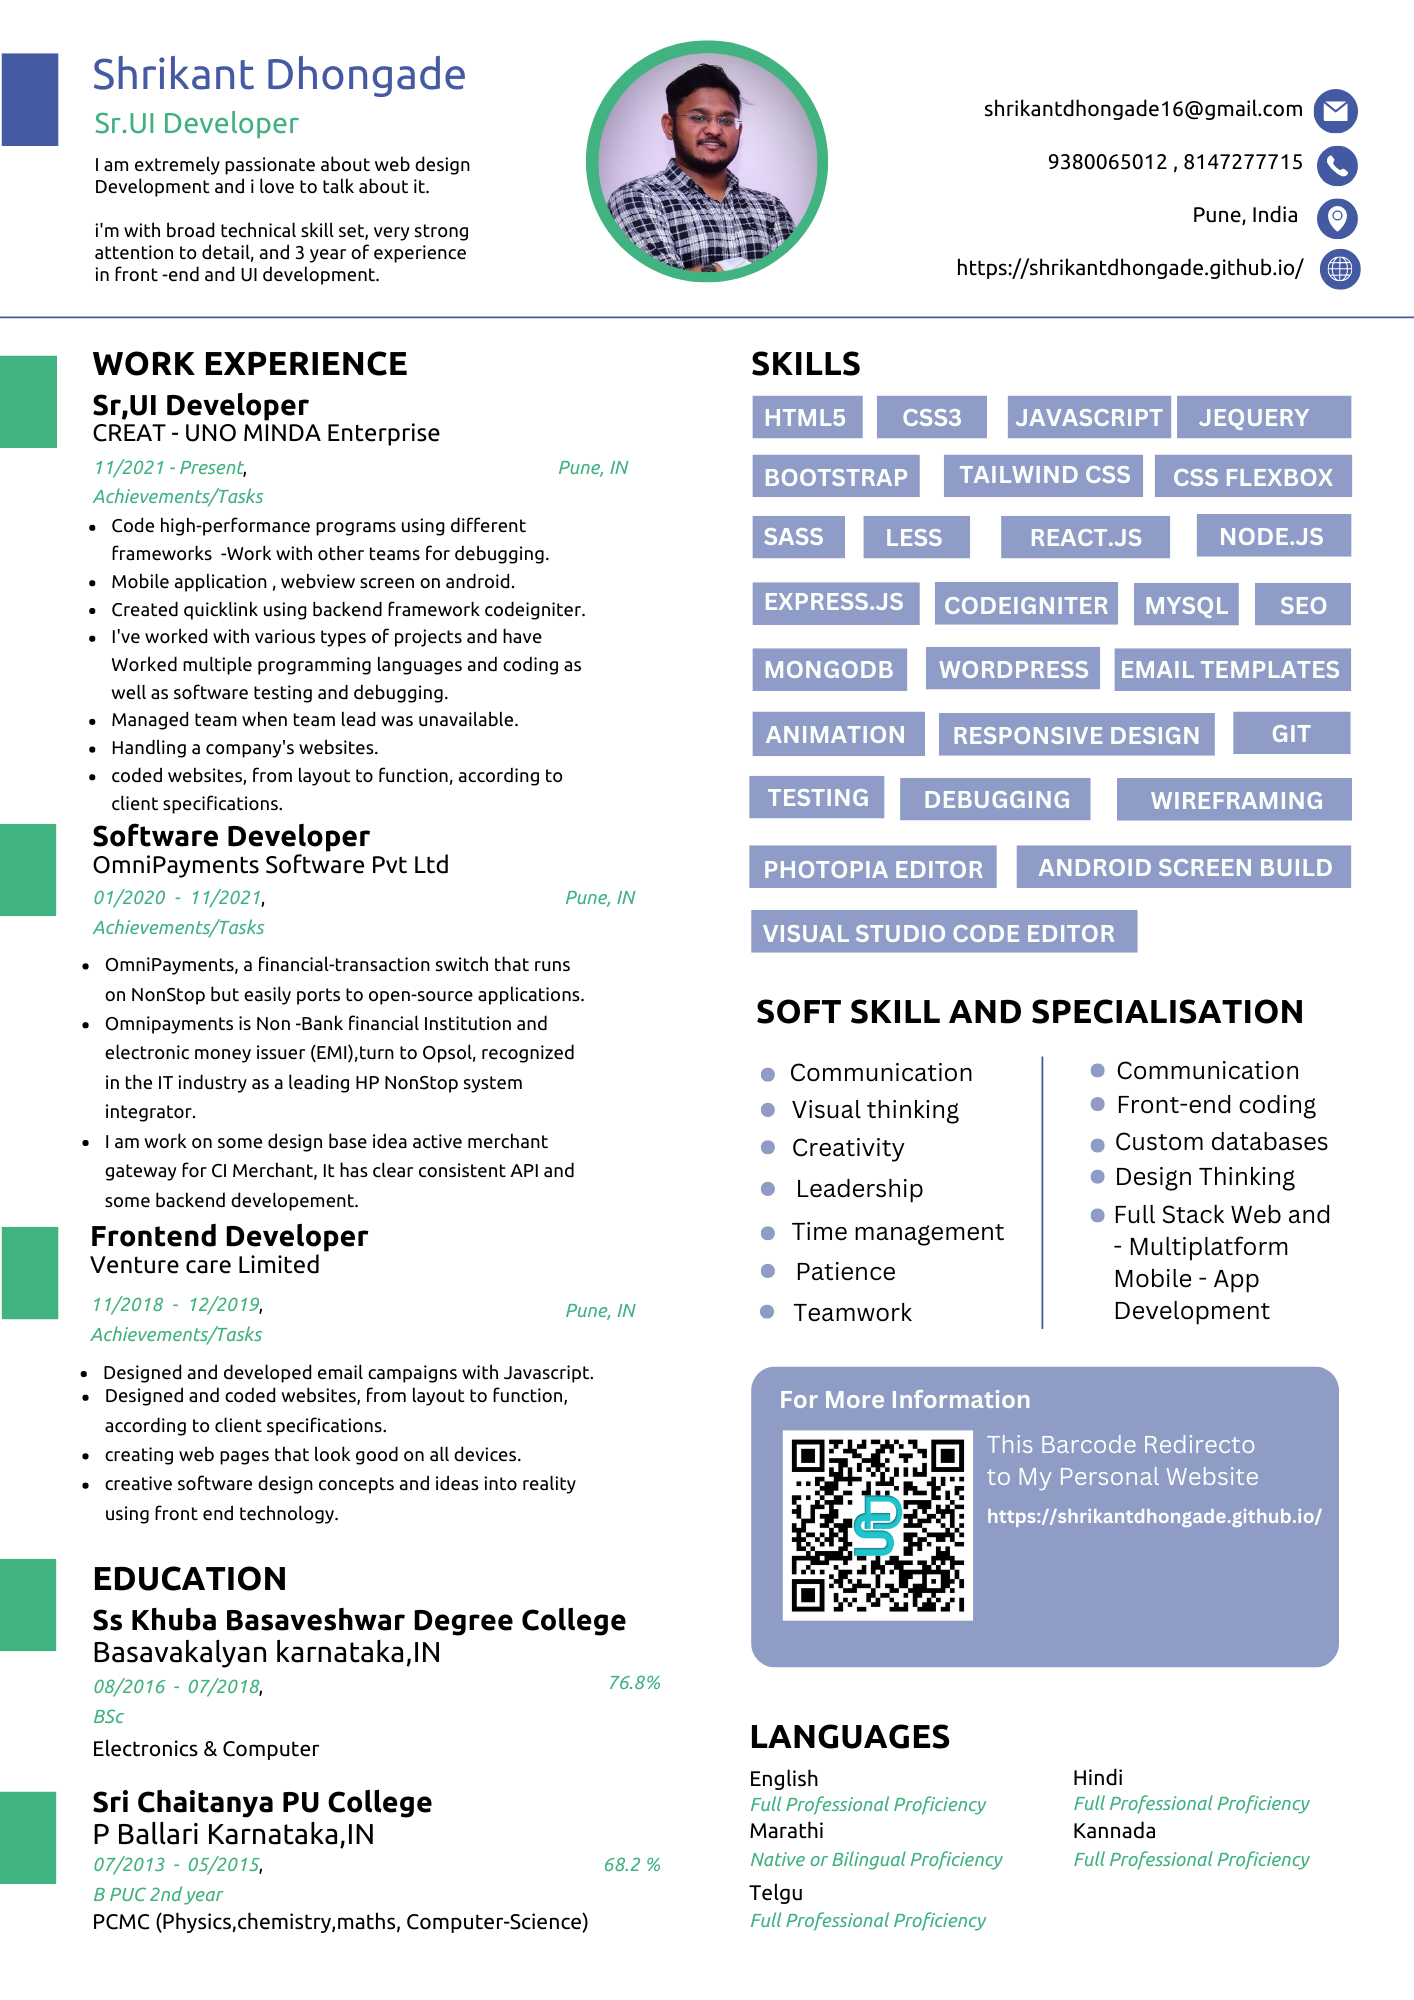 Shrikant Dhongade
Sr.UI Developer
I am extremely passionate about web design
Development and i love to talk about it.
i'm with broad technical skill set, very strong
attention to detail, and 3 year of experience
in front -end and UI development.
shrikantdhongade16@gmail.com
9380065012 , 8147277715
Pune, India
https://shrikantdhongade.github.io/
WORK EXPERIENCE
Sr,UI Developer
CREAT - UNO MINDA Enterprise
11/2021 - Present, Pune, IN
Achievements/Tasks
• Code high-performance programs using different
frameworks -Work with other teams for debugging.
• Mobile application , webview screen on android.
• Created quicklink using backend framework codeigniter.
• I've worked with various types of projects and have
Worked multiple programming languages and coding as
well as software testing and debugging.
• Managed team when team lead was unavailable.
• Handling a company's websites.
• coded websites, from layout to function, according to
client specifications.
Software Developer
OmniPayments Software Pvt Ltd
01/2020 - 11/2021, Pune, IN
Achievements/Tasks
• OmniPayments, a financial-transaction switch that runs
on NonStop but easily ports to open-source applications.
• Omnipayments is Non -Bank financial Institution and
electronic money issuer (EMI),turn to Opsol, recognized
in the IT industry as a leading HP NonStop system
integrator.
• I am work on some design base idea active merchant
gateway for CI Merchant, It has clear consistent API and
some backend developement.
Frontend Developer
Venture care Limited
11/2018 - 12/2019, Pune, IN
Achievements/Tasks
• Designed and developed email campaigns with Javascript.
• Designed and coded websites, from layout to function,
according to client specifications.
• creating web pages that look good on all devices.
• creative software design concepts and ideas into reality
using front end technology.
EDUCATION
Ss Khuba Basaveshwar Degree College
Basavakalyan karnataka,IN
08/2016 - 07/2018, 76.8%
BSc
Electronics & Computer
Sri Chaitanya PU College
P Ballari Karnataka,IN
07/2013 - 05/2015, 68.2 %
B PUC 2nd year
PCMC (Physics,chemistry,maths, Computer-Science)
SKILLS
HTML5 CSS3 JAVASCRIPT JEQUERY
BOOTSTRAP TAILWIND CSS CSS FLEXBOX
SASS LESS REACT.JS NODE.JS
EXPRESS.JS CODEIGNITER MYSQL SEO
MONGODB WORDPRESS EMAIL TEMPLATES
ANIMATION RESPONSIVE DESIGN GIT
TESTING DEBUGGING WIREFRAMING
PHOTOPIA EDITOR ANDROID SCREEN BUILD
VISUAL STUDIO CODE EDITOR
SOFT SKILL AND SPECIALISATION
Communication
Visual thinking
Creativity
Leadership
Time management
Patience
Teamwork
Communication
Front-end coding
Custom databases
Design Thinking
Full Stack Web and
- Multiplatform
Mobile - App
Development
For More Information
This Barcode Redirecto
to My Personal Website
https://shrikantdhongade.github.io/
LANGUAGES
English
Full Professional Proficiency
Hindi
Full Professional Proficiency
Marathi
Native or Bilingual Proficiency
Kannada
Full Professional Proficiency
Telgu
Full Professional Proficiency